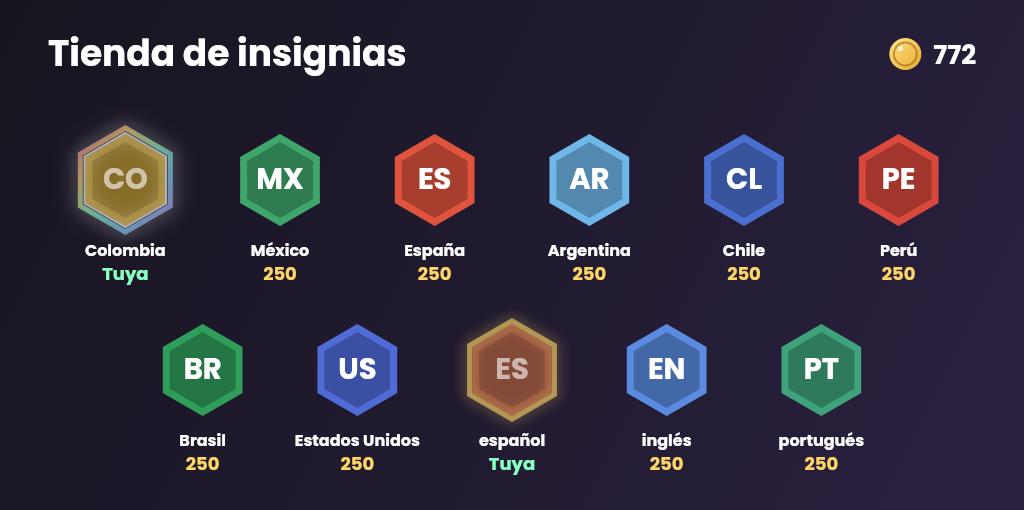 Tienda de insignias
772
CO
MX
ES
AR
CL
PE
Colombia
México
España
Argentina
Chile
Perú
Tuya
250
250
250
250
250
BR
US
ES
EN
PT
Brasil
Estados Unidos
español
inglés
portugués
250
250
Tuya
250
250